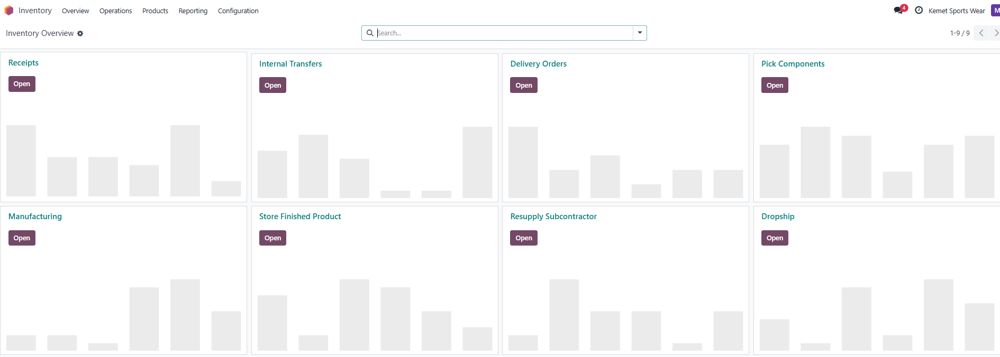 Inventory Overview Operations Products Reporting Configuration 4 Kemet Sports Wear M
Inventory Overview Search... 1-9 / 9
Receipts Internal Transfers Delivery Orders Pick Components
Open Open Open Open
Manufacturing Store Finished Product Resupply Subcontractor Dropship
Open Open Open Open